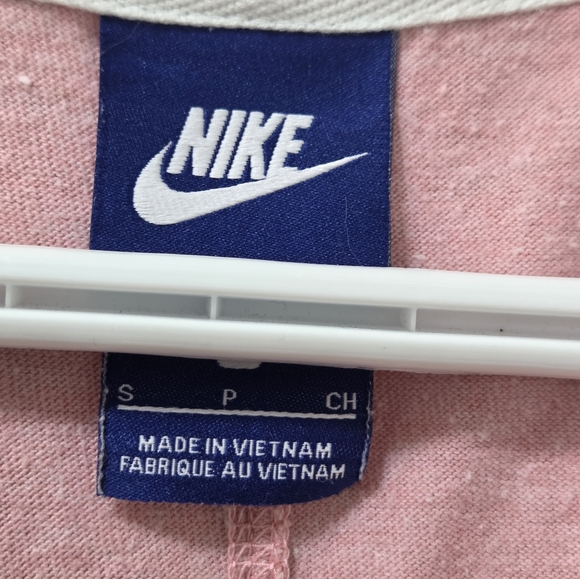 NIKE
S P CH
MADE IN VIETNAM
FABRIQUE AU VIETNAM